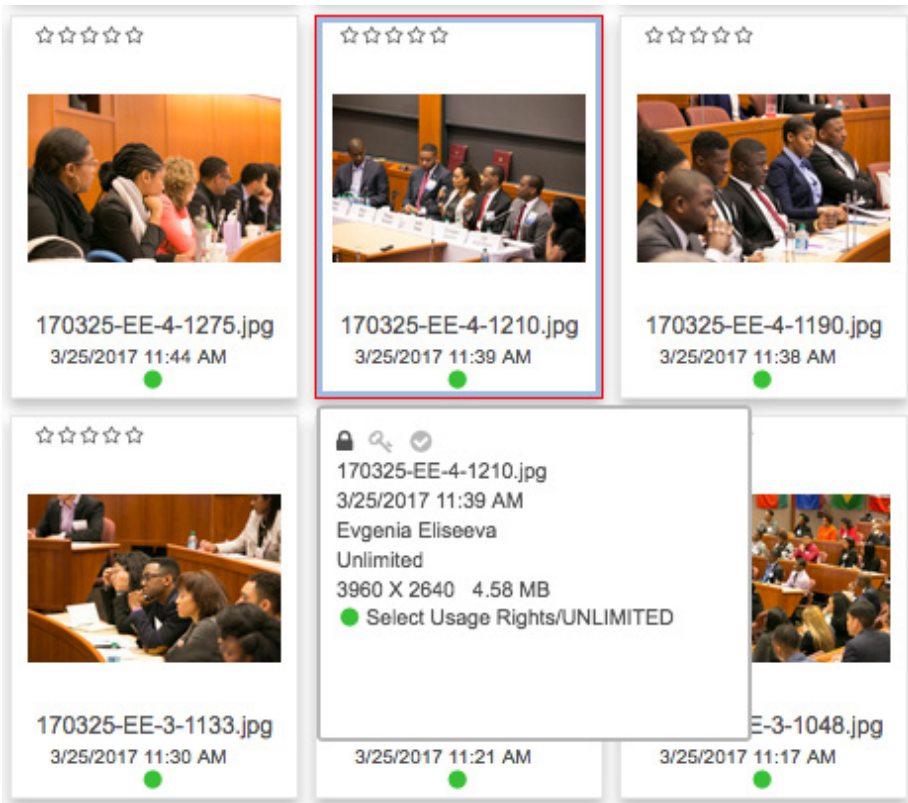 170325-EE-4-1275.jpg
3/25/2017 11:44 AM
170325-EE-4-1210.jpg
3/25/2017 11:39 AM
170325-EE-4-1190.jpg
3/25/2017 11:38 AM
170325-EE-4-1210.jpg
3/25/2017 11:39 AM
Evgenia Eliseeva
Unlimited
3960 X 2640 4.58 MB
Select Usage Rights/UNLIMITED
170325-EE-3-1133.jpg
3/25/2017 11:30 AM
3/25/2017 11:21 AM
E-3-1048.jpg
3/25/2017 11:17 AM